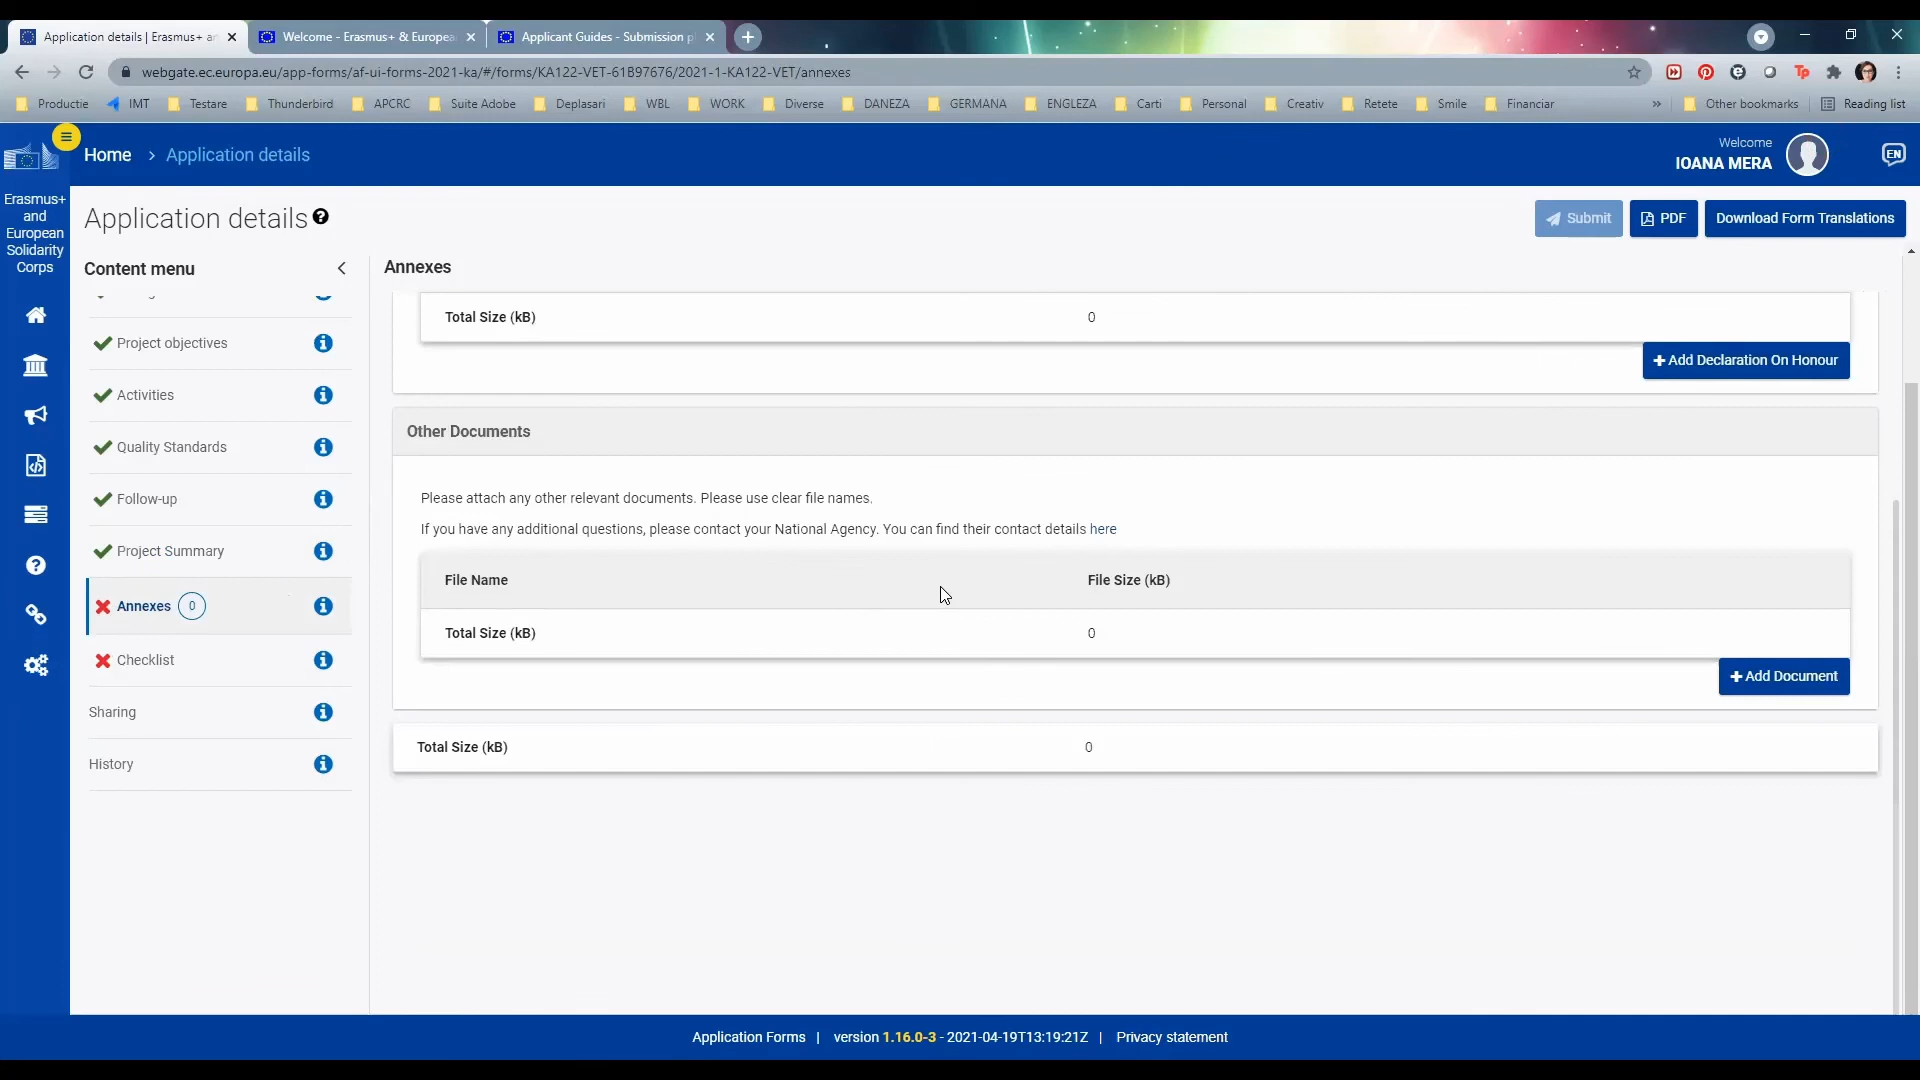 Application details | Erasmus+ an
Welcome - Erasmus+ & Europea
Applicant Guides - Submission p
webgate.ec.europa.eu/app-forms/af-ui-forms-2021-ka/#/forms/KA122-VET-61B97676/2021-1-KA122-VET/annexes
Productie
IMT
Testare
Thunderbird
APCRC
Suite Adobe
Deplasari
WBL
WORK
Diverse
DANEZA
GERMANA
ENGLEZA
Carti
Personal
Creativ
Retete
Smile
Financiar
»
Other bookmarks
Reading list
Home > Application details
Welcome
IOANA MERA
EN
Erasmus+
and
European
Solidarity
Corps
Application details
Submit
PDF
Download Form Translations
Content menu
Project objectives
Activities
Quality Standards
Follow-up
Project Summary
Annexes 0
Checklist
Sharing
History
Annexes
Total Size (kB) 0
+ Add Declaration On Honour
Other Documents
Please attach any other relevant documents. Please use clear file names.
If you have any additional questions, please contact your National Agency. You can find their contact details here
File Name File Size (kB)
Total Size (kB) 0
+ Add Document
Total Size (kB) 0
Application Forms | version 1.16.0-3 - 2021-04-19T13:19:21Z | Privacy statement